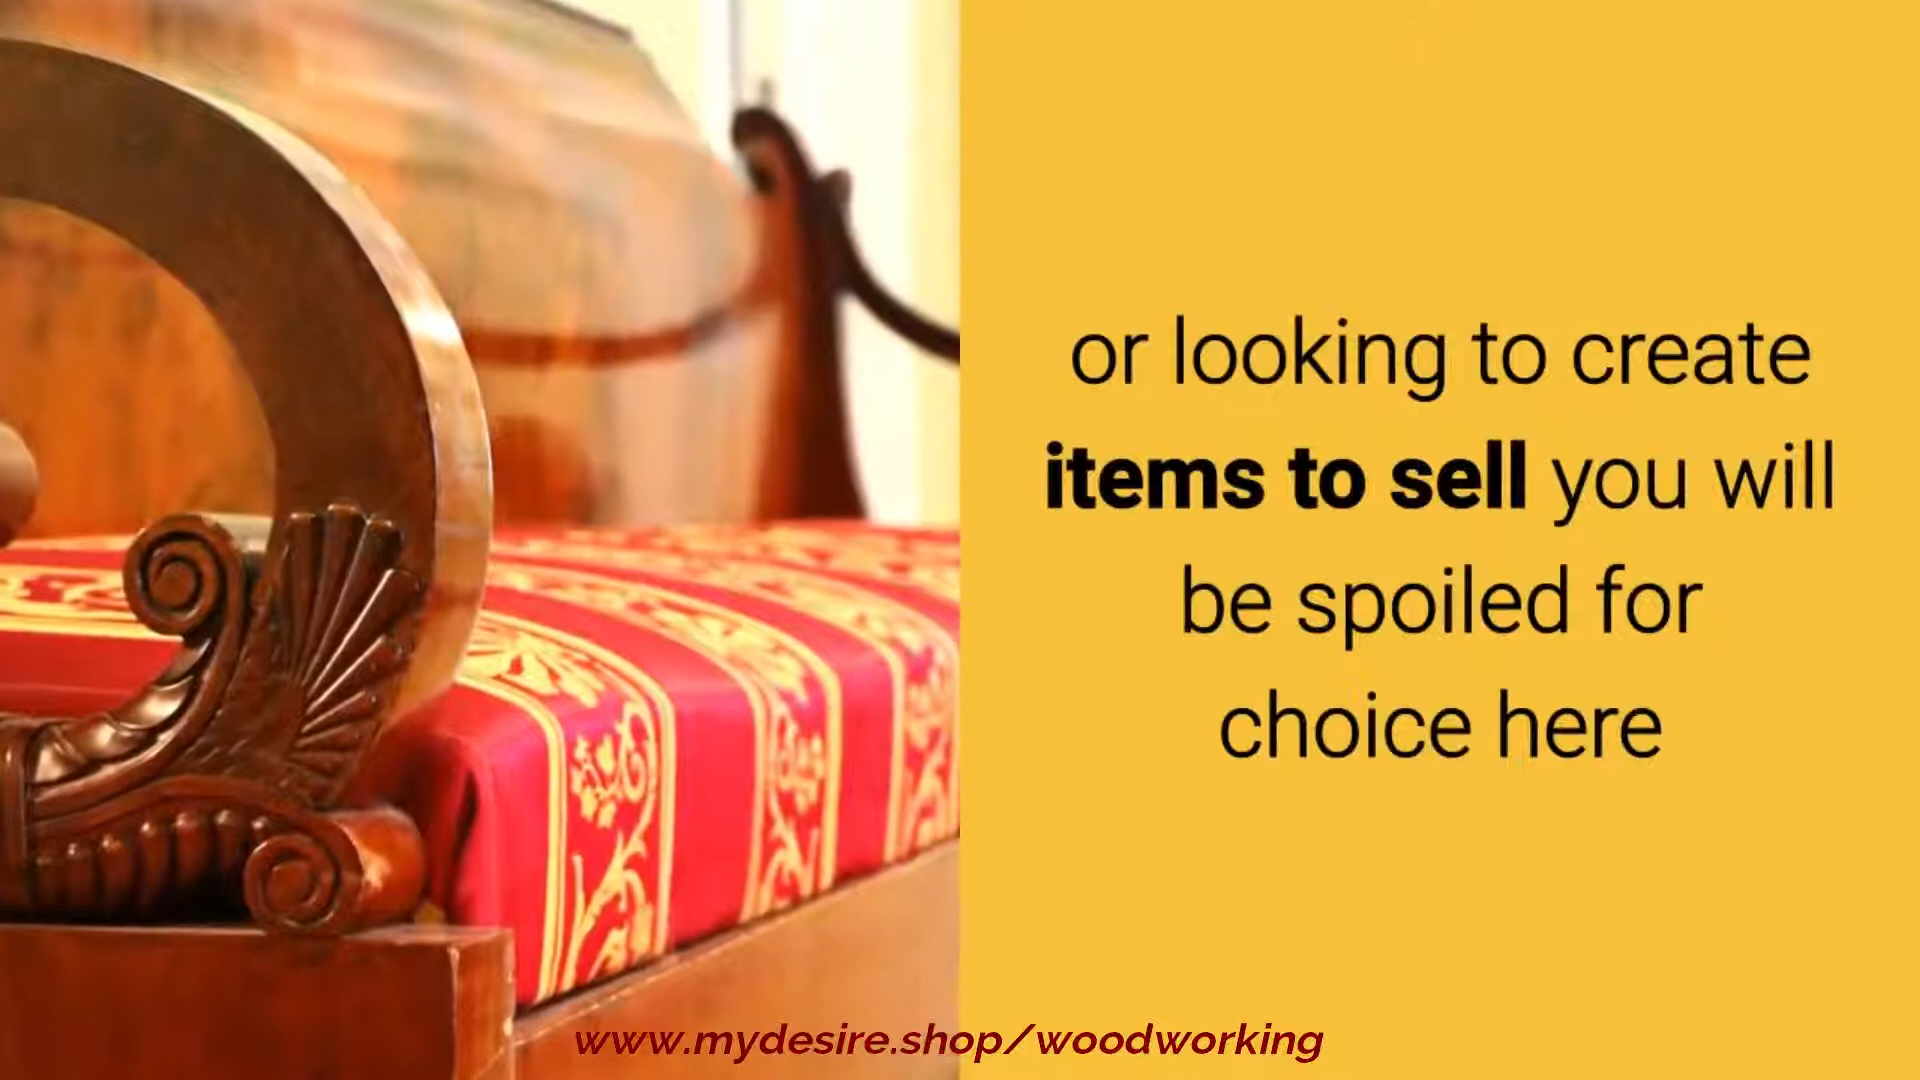 or looking to create
items to sell you will
be spoiled for
choice here
www.mydesire.shop/woodworking